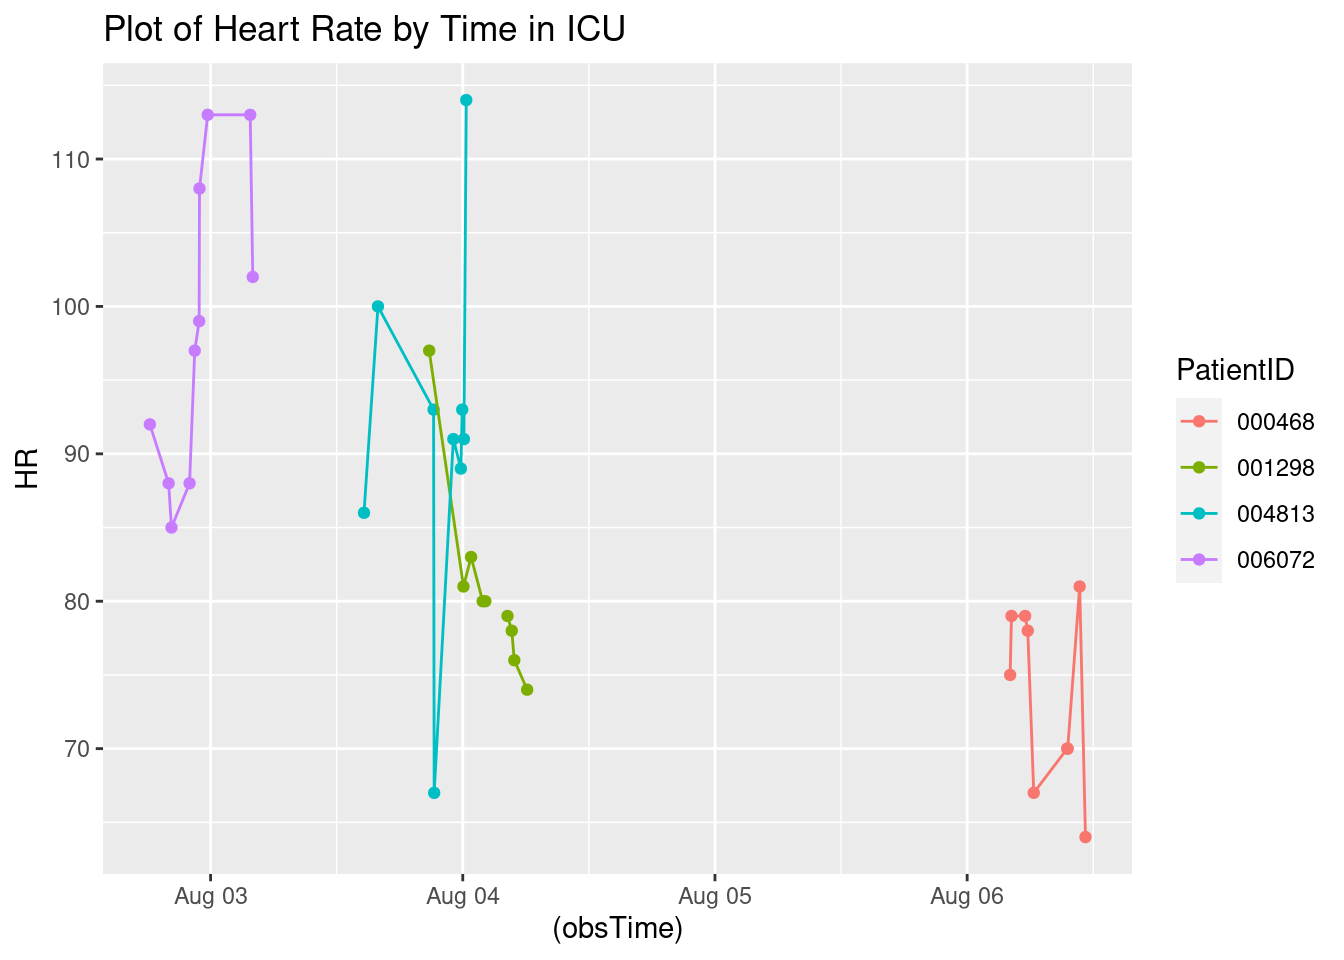 Plot of Heart Rate by Time in ICU
110
100
90
80
70
HR
Aug 03
Aug 04
Aug 05
Aug 06
(obsTime)
PatientID
000468
001298
004813
006072